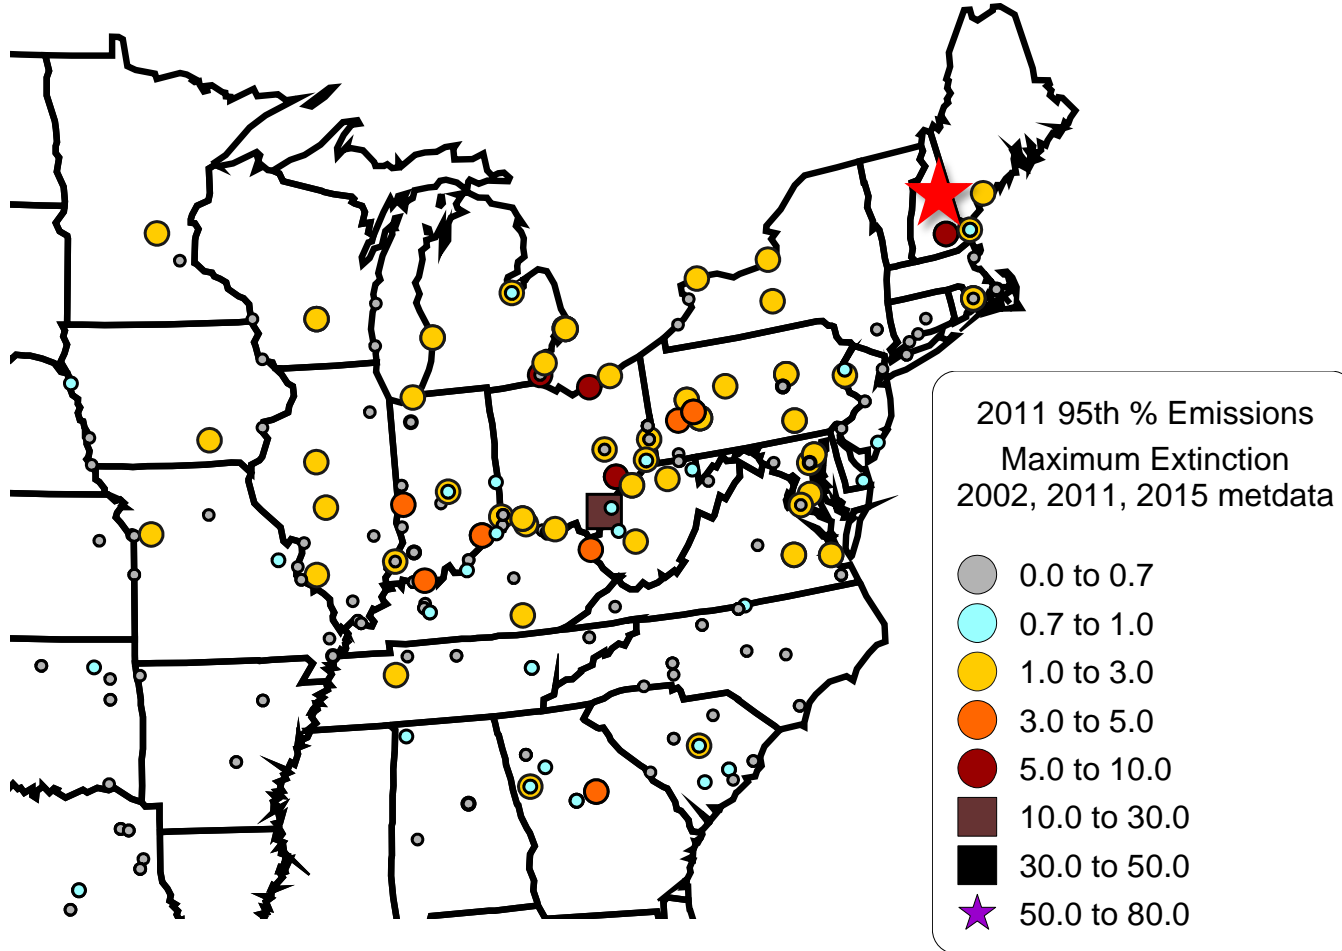 2011 95th % Emissions
Maximum Extinction
2002, 2011, 2015 metdata
0.0 to 0.7
0.7 to 1.0
1.0 to 3.0
3.0 to 5.0
5.0 to 10.0
10.0 to 30.0
30.0 to 50.0
50.0 to 80.0